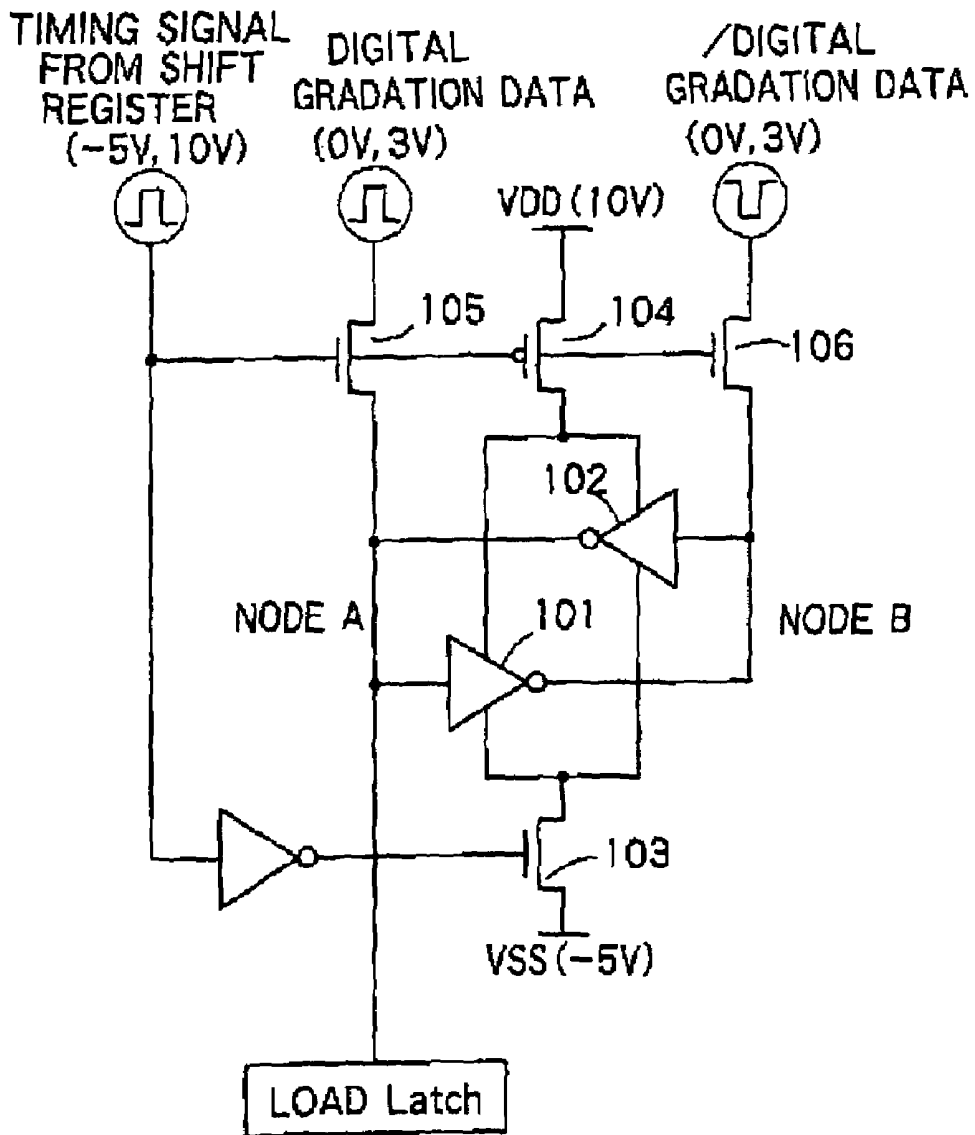 TIMING SIGNAL
FROM SHIFT
REGISTER
(-5V, 10V)
DIGITAL
GRADATION DATA
(0V, 3V)
/DIGITAL
GRADATION DATA
(0V, 3V)
VDD (10V)
105
104
106
102
NODE A
101
NODE B
103
VSS (-5V)
LOAD Latch